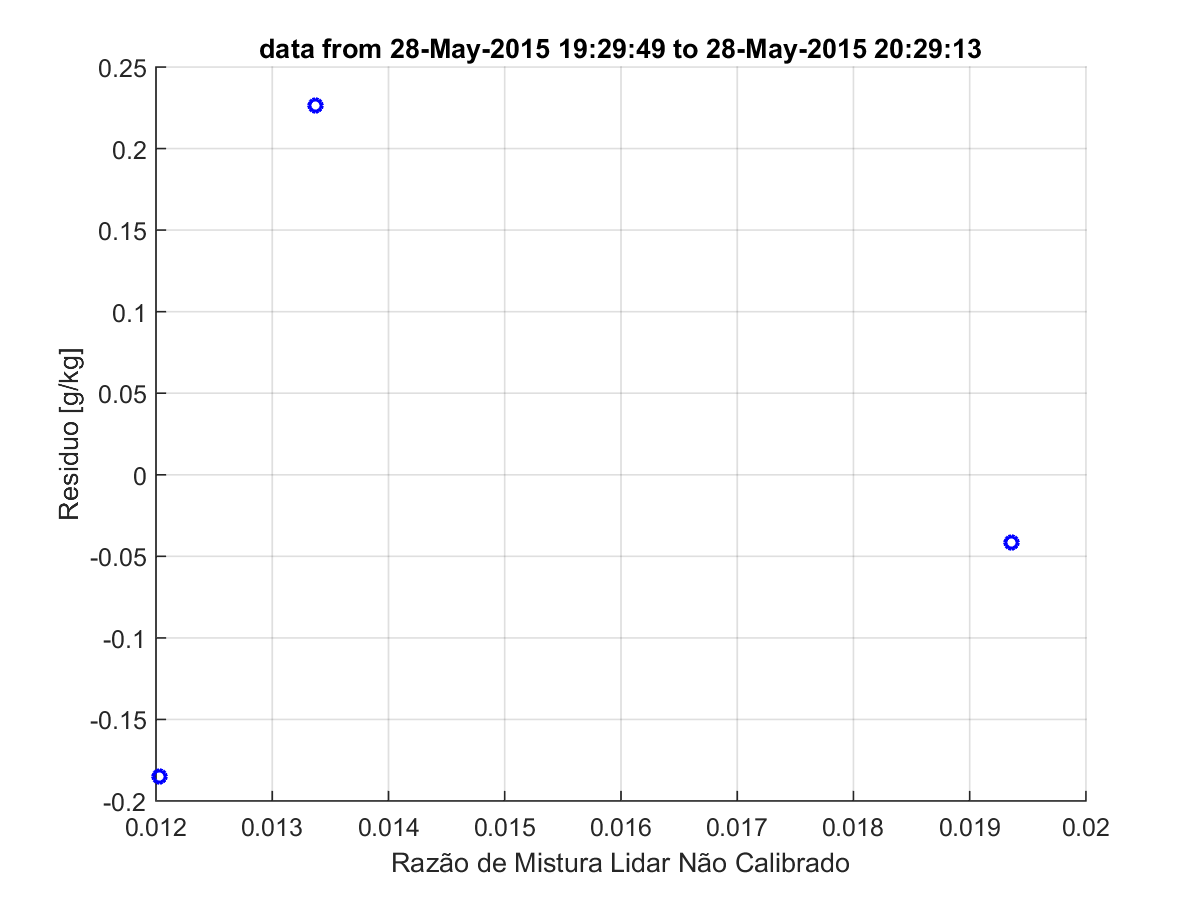 data from 28-May-2015 19:29:49 to 28-May-2015 20:29:13
0.25
0.2
0.15
0.1
0.05
0
-0.05
-0.1
-0.15
-0.2
Residuo [g/kg]
0.012 0.013 0.014 0.015 0.016 0.017 0.018 0.019 0.02
Razão de Mistura Lidar Não Calibrado